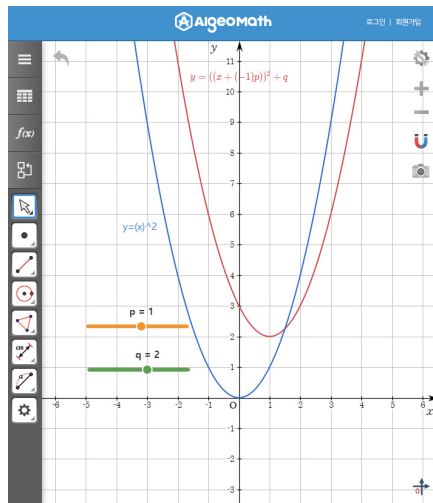 AlgeoMath
로그인 | 회원가입
y
y = ((x + (−1)p))² + q
f(x)
y=(x)^2
p = 1
q = 2
cm
α
11
10
9
8
7
6
5
4
3
2
1
-6 -5 -4 -3 -2 -1 O 1 2 3 4 5 6 x
-1
-2
-3
0